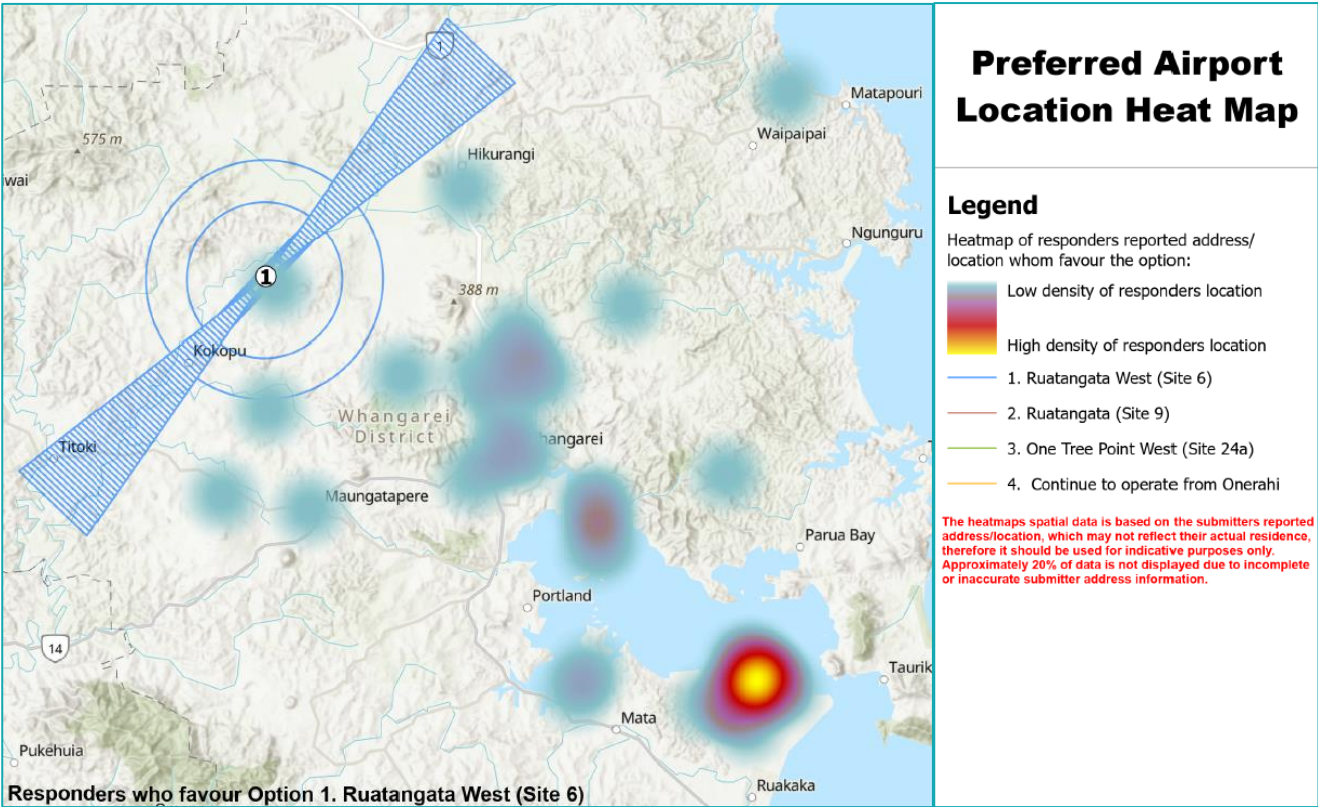 1
Matapouri
575 m
Waipaipai
Hikurangi
wai
Ngunguru
1
388 m
Kokopu
Whangarei
District
hangarei
Titoki
Maungatapere
Parua Bay
Portland
14
Taurik
Mata
Pukehuia
Ruakaka
Responders who favour Option 1. Ruatangata West (Site 6)
Preferred Airport
Location Heat Map
Legend
Heatmap of responders reported address/
location whom favour the option:
Low density of responders location
High density of responders location
1. Ruatangata West (Site 6)
2. Ruatangata (Site 9)
3. One Tree Point West (Site 24a)
4. Continue to operate from Onerahi
The heatmaps spatial data is based on the submitters reported
address/location, which may not reflect their actual residence,
therefore it should be used for indicative purposes only.
Approximately 20% of data is not displayed due to incomplete
or inaccurate submitter address information.